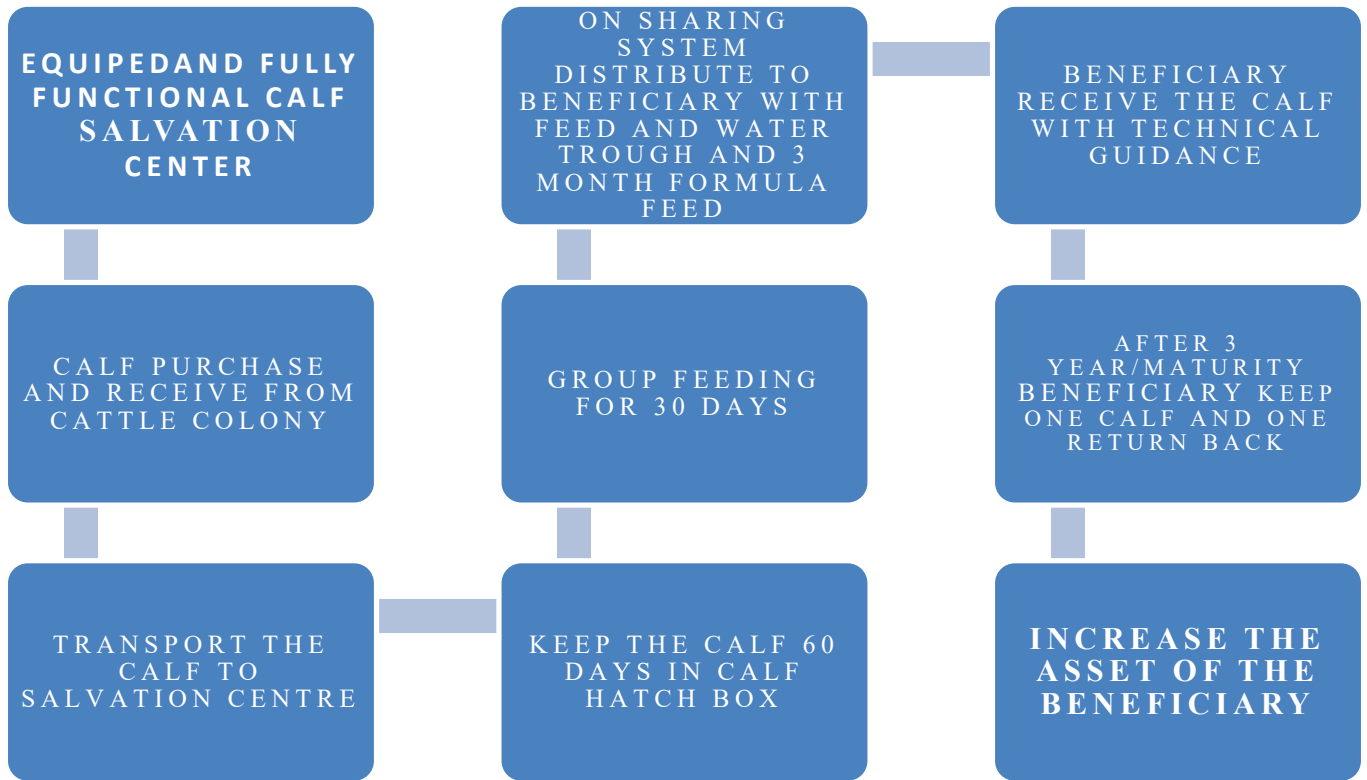 EQUIPEDAND FULLY
FUNCTIONAL CALF
SALVATION
CENTER
CALF PURCHASE
AND RECEIVE FROM
CATTLE COLONY
TRANSPORT THE
CALF TO
SALVATION CENTRE
KEEP THE CALF 60
DAYS IN CALF
HATCH BOX
GROUP FEEDING
FOR 30 DAYS
ON SHARING
SYSTEM
DISTRIBUTE TO
BENEFICIARY WITH
FEED AND WATER
TROUGH AND 3
MONTH FORMULA
FEED
BENEFICIARY
RECEIVE THE CALF
WITH TECHNICAL
GUIDANCE
AFTER 3
YEAR/MATURITY
BENEFICIARY KEEP
ONE CALF AND ONE
RETURN BACK
INCREASE THE
ASSET OF THE
BENEFICIARY